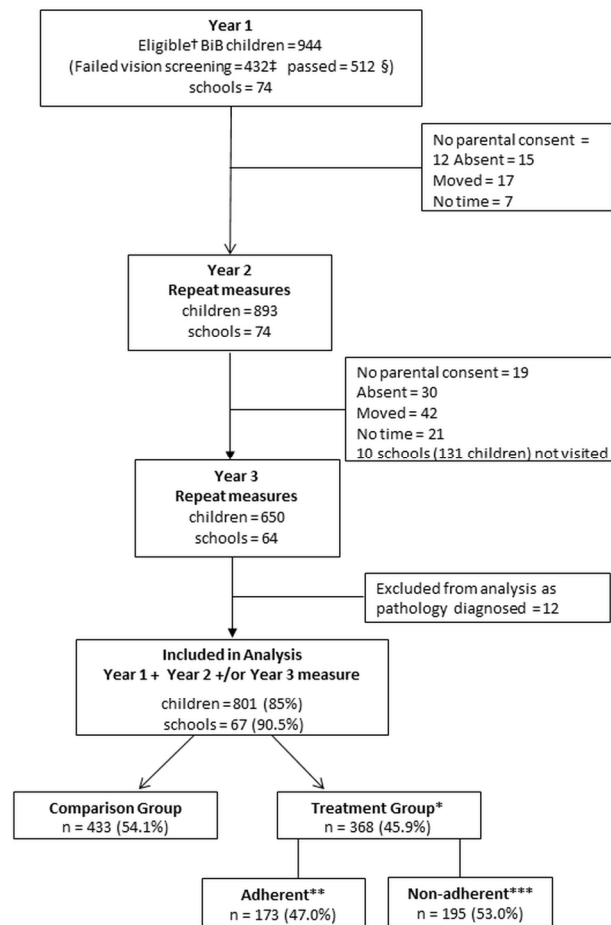 Year 1
Eligible† BiB children = 944
(Failed vision screening = 432‡ passed = 512 §)
schools = 74
No parental consent =
12 Absent = 15
Moved = 17
No time = 7
Year 2
Repeat measures
children = 893
schools = 74
No parental consent = 19
Absent = 30
Moved = 42
No time = 21
10 schools (131 children) not visited
Year 3
Repeat measures
children = 650
schools = 64
Excluded from analysis as
pathology diagnosed = 12
Included in Analysis
Year 1 + Year 2 +/or Year 3 measure
children = 801 (85%)
schools = 67 (90.5%)
Comparison Group
n = 433 (54.1%)
Treatment Group*
n = 368 (45.9%)
Adherent**
n = 173 (47.0%)
Non-adherent***
n = 195 (53.0%)